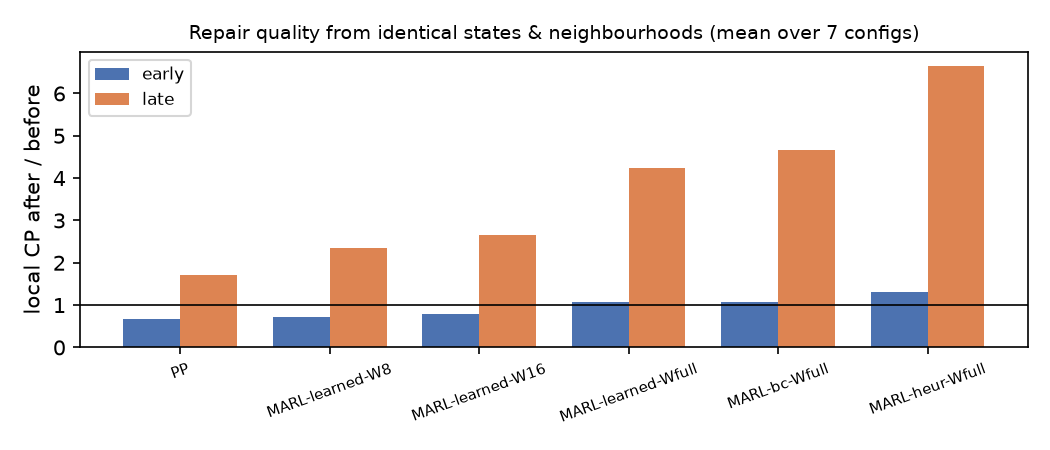 Repair quality from identical states & neighbourhoods (mean over 7 configs)
early
late
local CP after / before
6
5
4
3
2
1
0
PP
MARL-learned-W8
MARL-learned-W16
MARL-learned-Wfull
MARL-bc-Wfull
MARL-heur-Wfull